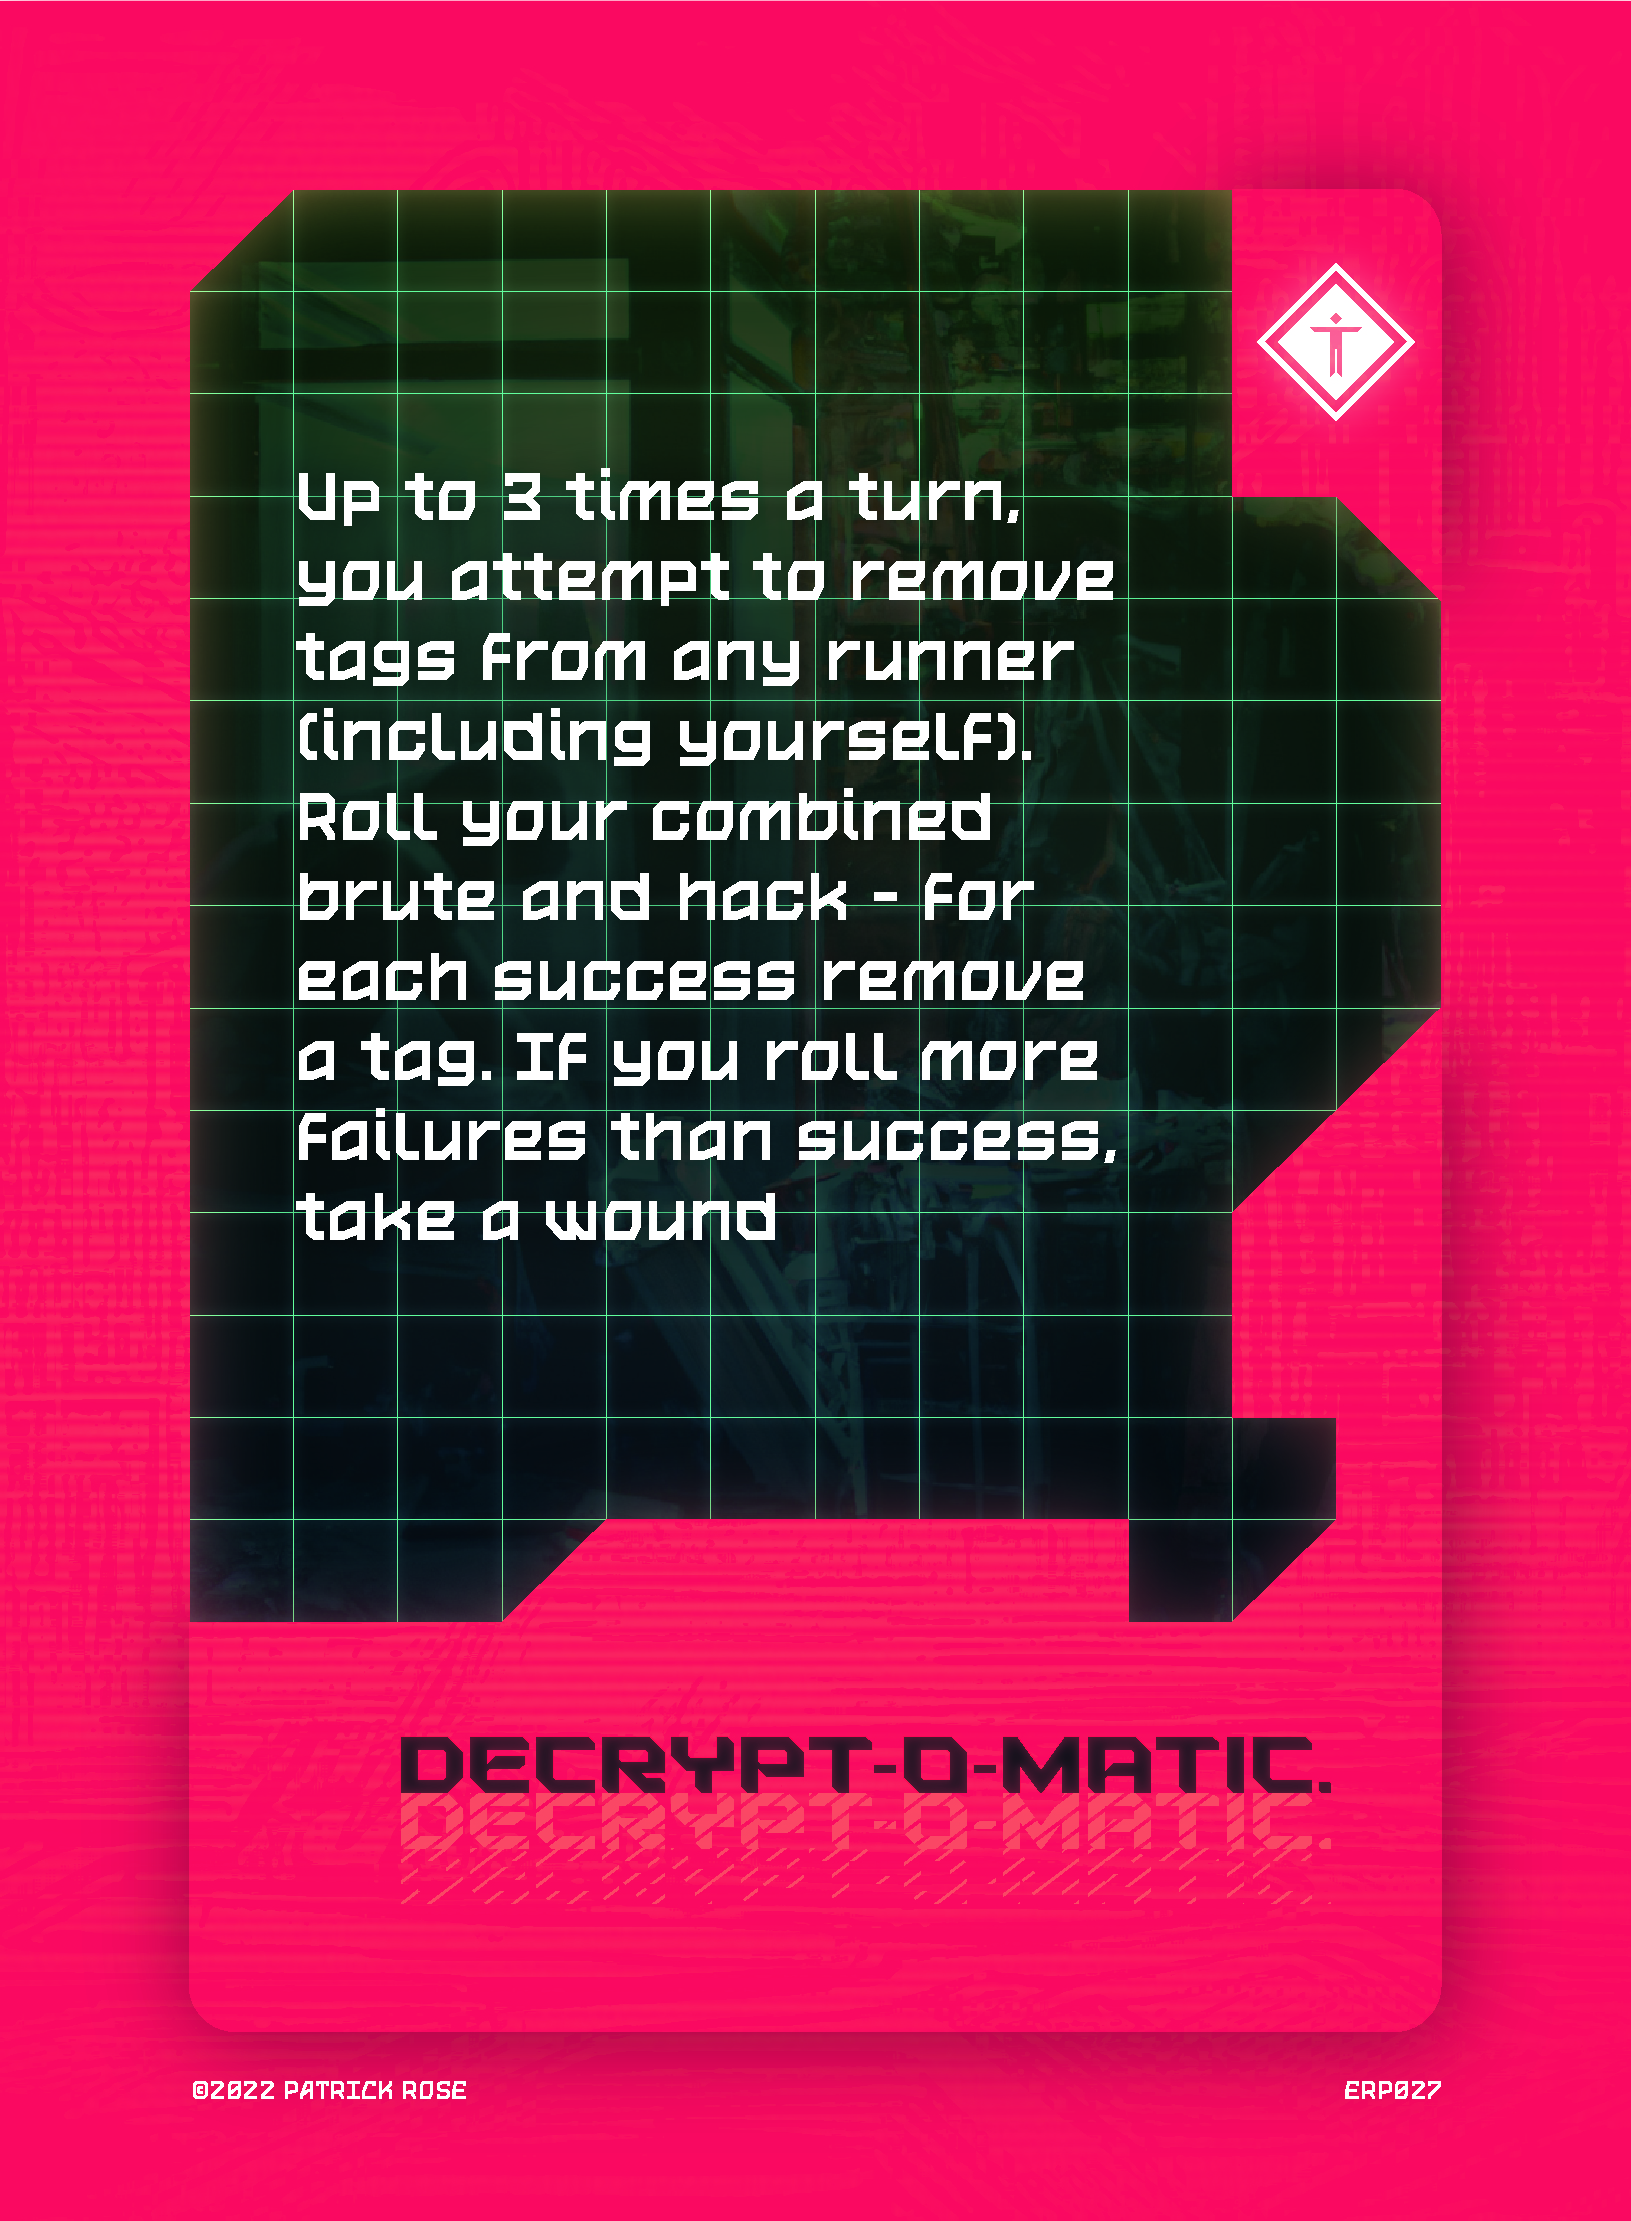 Up to 3 times a turn,
you attempt to remove
tags from any runner
(including yourself).
Roll your combined
brute and hack - for
each success remove
a tag. If you roll more
failures than success,
take a wound
DECRYPT-O-MATIC.
DECRYPT-O-MATIC.
©2022 PATRICK ROSE
ERP027